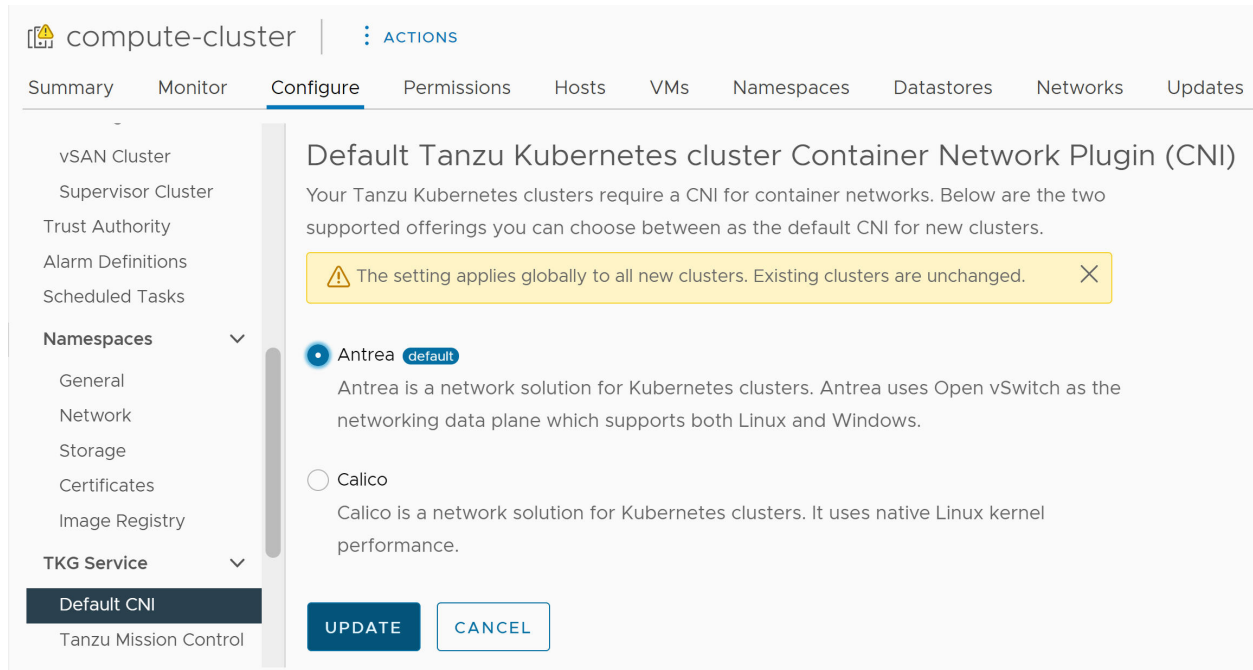 compute-cluster
ACTIONS
Summary Monitor Configure Permissions Hosts VMs Namespaces Datastores Networks Updates
vSAN Cluster
Supervisor Cluster
Trust Authority
Alarm Definitions
Scheduled Tasks
Namespaces
General
Network
Storage
Certificates
Image Registry
TKG Service
Default CNI
Tanzu Mission Control
Default Tanzu Kubernetes cluster Container Network Plugin (CNI)
Your Tanzu Kubernetes clusters require a CNI for container networks. Below are the two
supported offerings you can choose between as the default CNI for new clusters.
The setting applies globally to all new clusters. Existing clusters are unchanged.
Antrea default
Antrea is a network solution for Kubernetes clusters. Antrea uses Open vSwitch as the
networking data plane which supports both Linux and Windows.
Calico
Calico is a network solution for Kubernetes clusters. It uses native Linux kernel
performance.
UPDATE
CANCEL